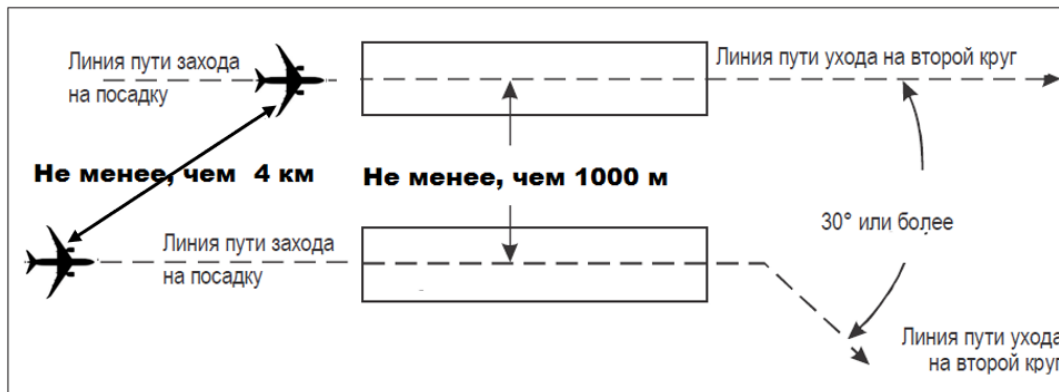 Линия пути захода
на посадку
Линия пути ухода на второй круг
Не менее, чем 4 км
Не менее, чем 1000 м
30° или более
Линия пути захода
на посадку
Линия пути ухода
на второй круг